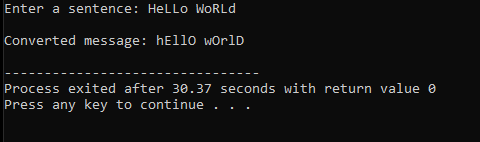 Enter a sentence: HeLLo WoRLd
Converted message: hEllO wOrlD
--------------------------------
Process exited after 30.37 seconds with return value 0
Press any key to continue . . .